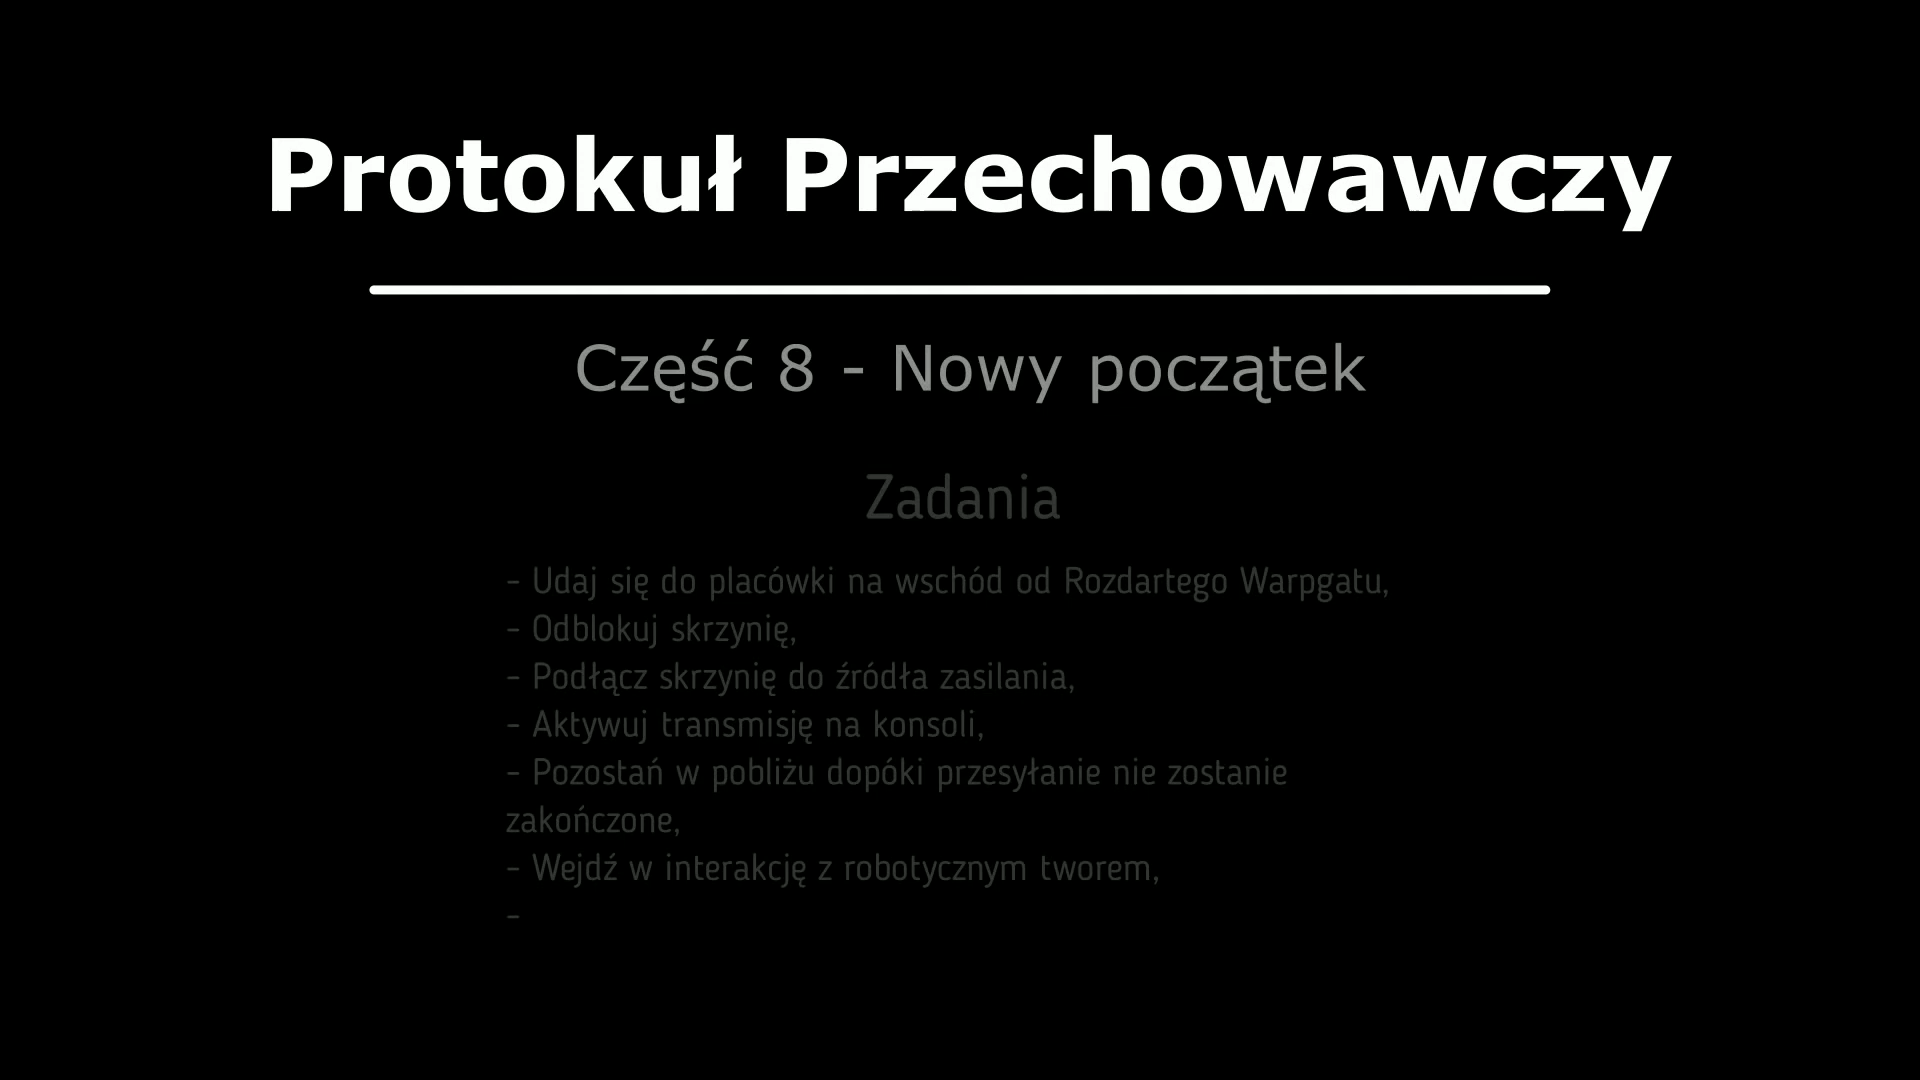 Protokuł Przechowawczy
Część 8 - Nowy początek
Zadania
- Udaj się do placówki na wschód od Rozdartego Warpgatu,
- Odblokuj skrzynię,
- Podłącz skrzynię do źródła zasilania,
- Aktywuj transmisję na konsoli,
- Pozostań w pobliżu dopóki przesyłanie nie zostanie
zakończone,
- Wejdź w interakcję z robotycznym tworem,
-